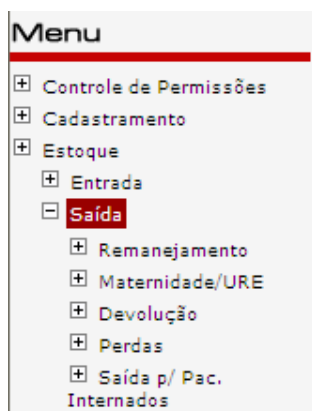 Menu
Controle de Permissões
Cadastramento
Estoque
Entrada
Saída
Remanejamento
Maternidade/URE
Devolução
Perdas
Saída p/ Pac.
Internados